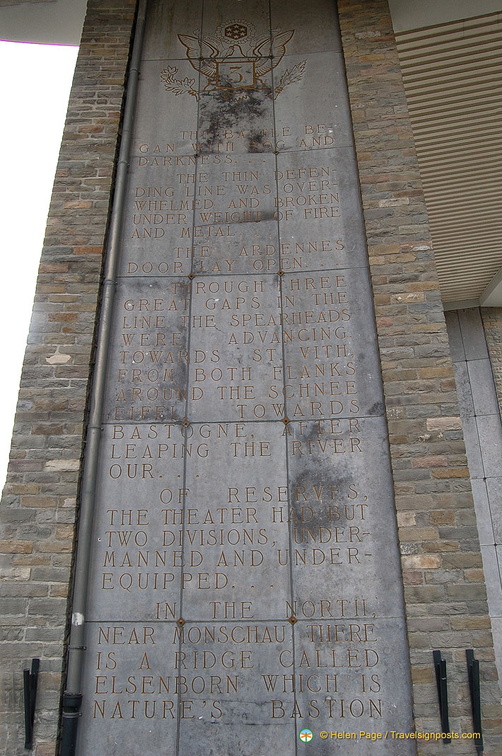 THE BATTLE BE-
GAN WITH AND
DARKNESS. . .
THE THIN DEFEN-
DING LINE WAS OVER-
WHELMED AND BROKEN
UNDER WEIGHT OF FIRE
AND METAL.
THE ARDENNES
DOOR LAY OPEN.
THROUGH THREE
GREAT GAPS IN THE
LINE THE SPEARHEADS
WERE ADVANCING
TOWARDS ST. VITH,
FROM BOTH FLANKS
AROUND THE SCHNEE
EIFEL, TOWARDS
BASTOGNE, AFTER
LEAPING THE RIVER
OUR. . .
OF RESERVES,
THE THEATER HAD BUT
TWO DIVISIONS, UNDER-
MANNED AND UNDER-
EQUIPPED. . .
IN THE NORTH,
NEAR MONSCHAU THERE
IS A RIDGE CALLED
ELSENBORN WHICH IS
NATURE'S BASTION
© Helen Page / Travelsignposts.com
© Helen Page / Travelsignposts.com